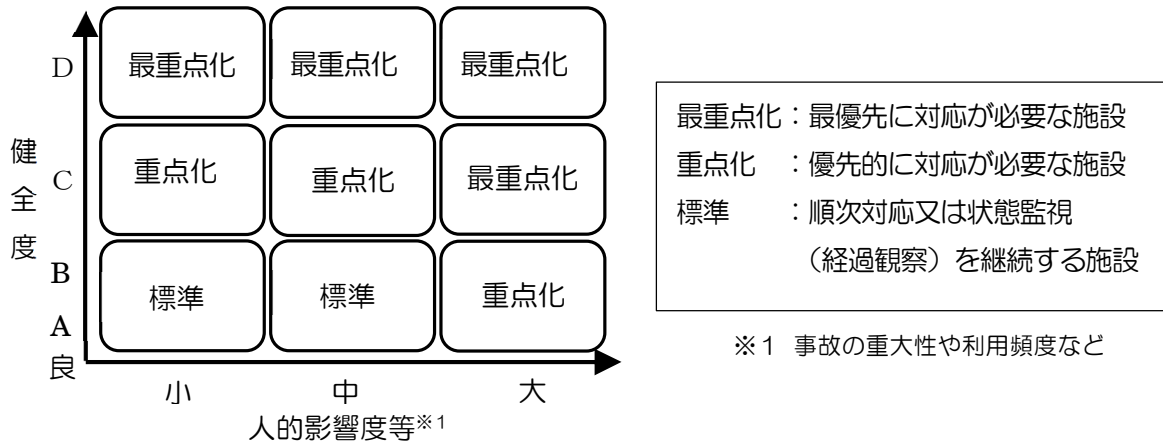 健全度
D
最重点化
最重点化
最重点化
C
重点化
重点化
最重点化
B
A
標準
標準
重点化
良
小
中
大
人的影響度等※1
最重点化：最優先に対応が必要な施設
重点化　：優先的に対応が必要な施設
標準　　：順次対応又は状態監視
（経過観察）を継続する施設
※1 事故の重大性や利用頻度など